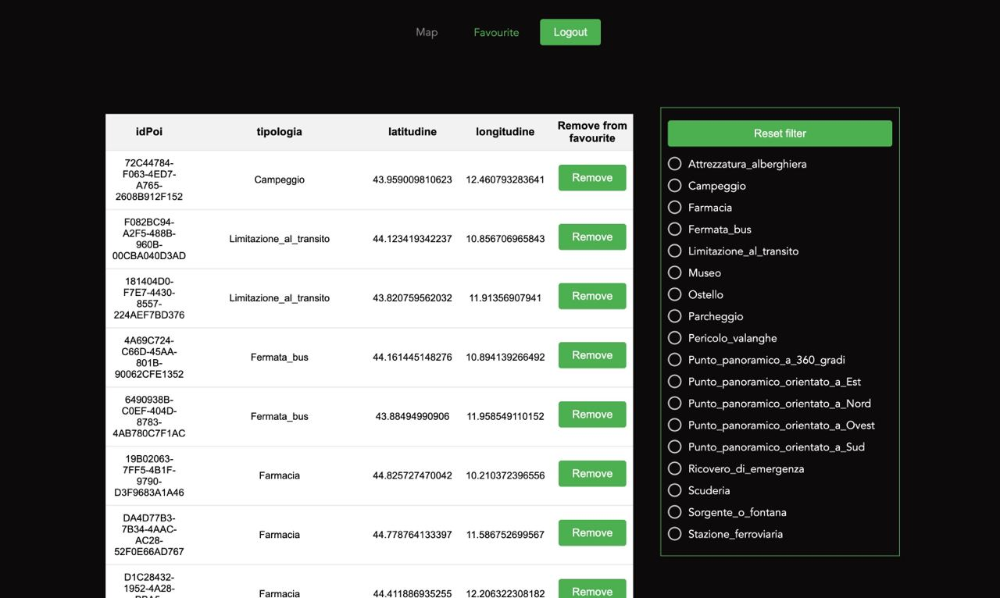 Map Favourite Logout
idPoi tipologia latitudine longitudine Remove from
favourite
72C44784-
F063-4ED7-
A765-
2608B912F152
Campeggio 43.959009810623 12.460793283641 Remove
F082BC94-
A2F5-488B-
960B-
00CBA040D3AD
Limitazione_al_transito 44.123419342237 10.856706965843 Remove
181404D0-
F7E7-4430-
8557-
224AEF7BD376
Limitazione_al_transito 43.820759562032 11.91356907941 Remove
4A69C724-
C66D-45AA-
801B-
90062CFE1352
Fermata_bus 44.161445148276 10.894139266492 Remove
6490938B-
C0EF-404D-
8783-
4AB780C7F1AC
Fermata_bus 43.88494990906 11.958549110152 Remove
19B02063-
7FF5-4B1F-
9790-
D3F9683A1A46
Farmacia 44.825727470042 10.210372396556 Remove
DA4D77B3-
7B34-4AAC-
AC28-
52F0E66AD767
Farmacia 44.778764133397 11.586752699567 Remove
D1C28432-
1952-4A28-
Farmacia 44.411886935255 12.206322308182 Remove
Reset filter
Attrezzatura_alberghiera
Campeggio
Farmacia
Fermata_bus
Limitazione_al_transito
Museo
Ostello
Parcheggio
Pericolo_valanghe
Punto_panoramico_a_360_gradi
Punto_panoramico_orientato_a_Est
Punto_panoramico_orientato_a_Nord
Punto_panoramico_orientato_a_Ovest
Punto_panoramico_orientato_a_Sud
Ricovero_di_emergenza
Scuderia
Sorgente_o_fontana
Stazione_ferroviaria